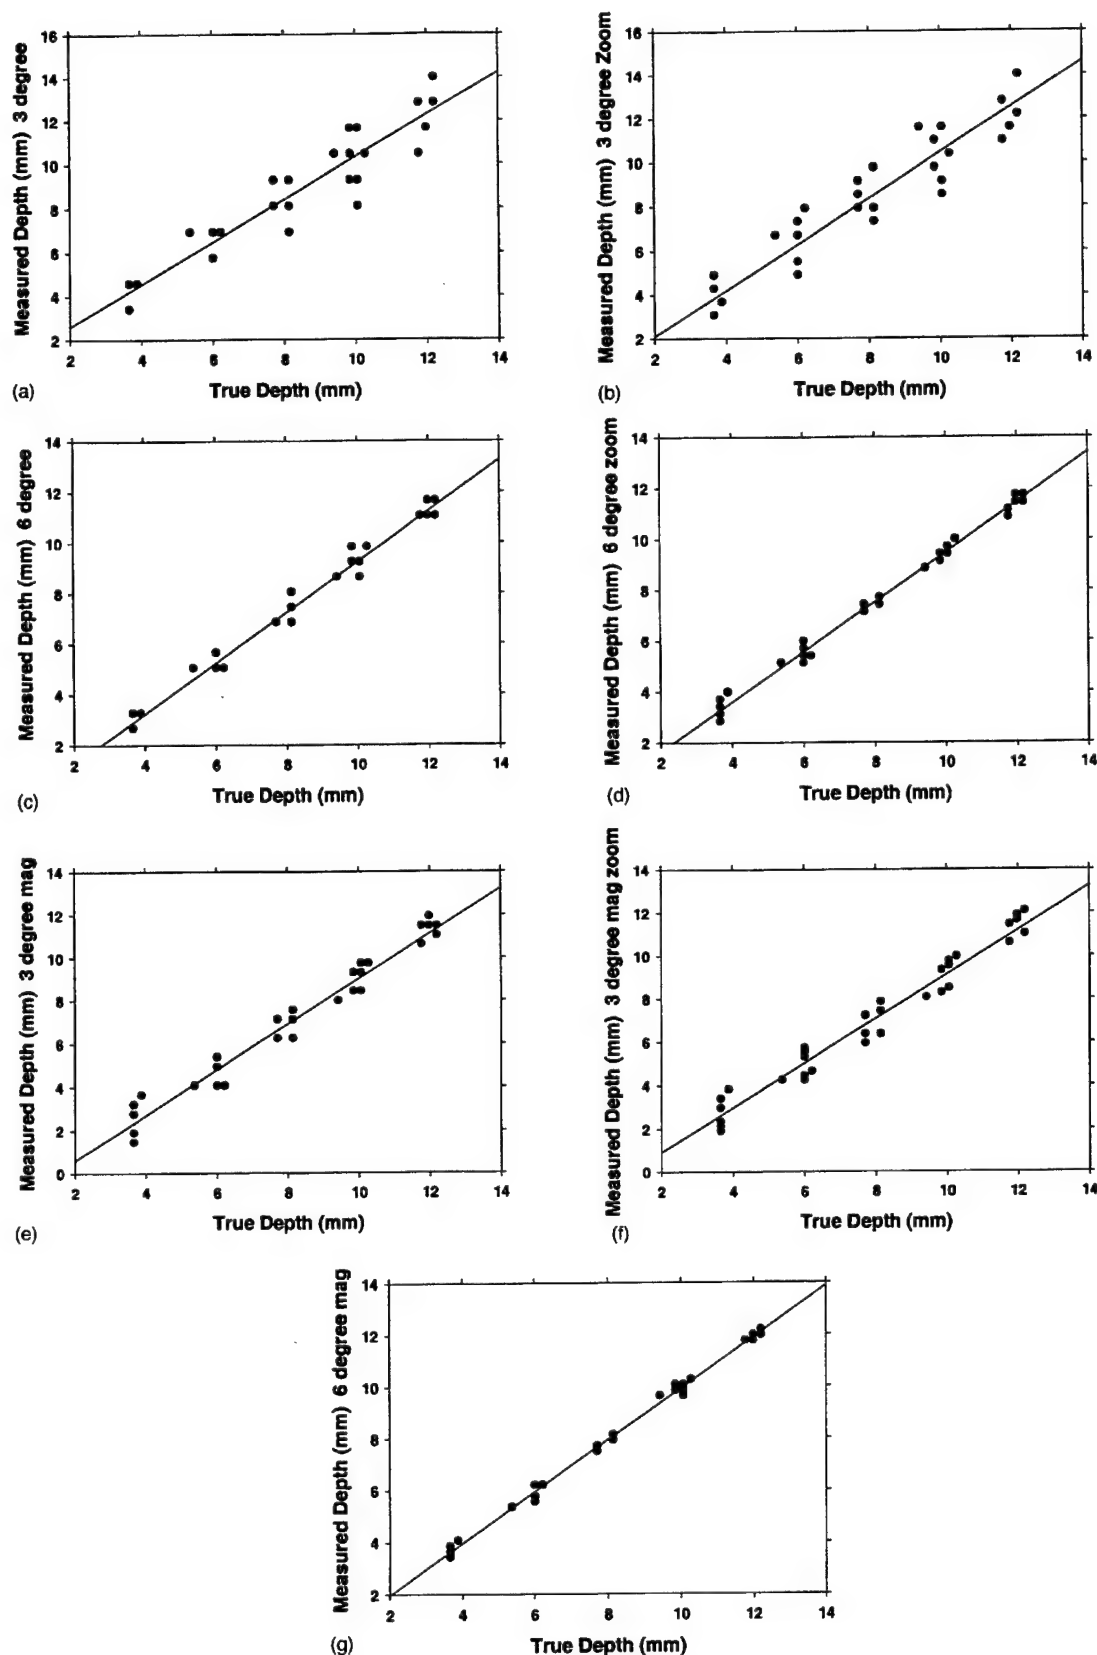 Measured Depth (mm) 3 degree
16
14
12
10
8
6
4
2
2 4 6 8 10 12 14
True Depth (mm)
(a)
Measured Depth (mm) 3 degree Zoom
16
14
12
10
8
6
4
2
2 4 6 8 10 12 14
True Depth (mm)
(b)
Measured Depth (mm) 6 degree
14
12
10
8
6
4
2
4 6 8 10 12 14
True Depth (mm)
(c)
Measured Depth (mm) 6 degree zoom
14
12
10
8
6
4
2
4 6 8 10 12 14
True Depth (mm)
(d)
Measured Depth (mm) 3 degree mag
14
12
10
8
6
4
2
0
2 4 6 8 10 12 14
True Depth (mm)
(e)
Measured Depth (mm) 3 degree mag zoom
14
12
10
8
6
4
2
0
2 4 6 8 10 12 14
True Depth (mm)
(f)
Measured Depth (mm) 6 degree mag
14
12
10
8
6
4
2
2 4 6 8 10 12 14
True Depth (mm)
(g)